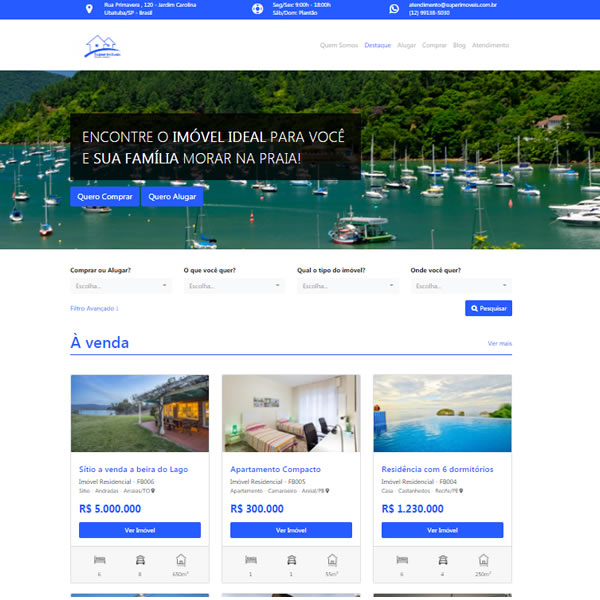 Rua Primavera , 120 - Jardim Carolina
Ubatuba/SP - Brasil
Seg/Sex: 9:00h - 18:00h
Sáb/Dom: Plantão
atendimento@superimoveis.com.br
(12) 99138-5030
Quem Somos
Destaque
Alugar
Comprar
Blog
Atendimento
ENCONTRE O IMÓVEL IDEAL PARA VOCÊ
E SUA FAMÍLIA MORAR NA PRAIA!
Quero Comprar
Quero Alugar
Comprar ou Alugar?
O que você quer?
Qual o tipo do imóvel?
Onde você quer?
Escolha...
Escolha...
Escolha...
Escolha...
Filtro Avançado
Pesquisar
À venda
Ver mais
Sítio a venda a beira do Lago
Imóvel Residencial - FB006
Sítio - Andradas - Arraias/TO
R$ 5.000.000
Ver Imóvel
6
8
650m²
Apartamento Compacto
Imóvel Residencial - FB005
Apartamento - Camaroeiro - Assaí/PR
R$ 300.000
Ver Imóvel
1
1
55m²
Residência com 6 dormitórios
Imóvel Residencial - FB004
Casa - Castanhedos - Recife/PE
R$ 1.230.000
Ver Imóvel
6
4
250m²